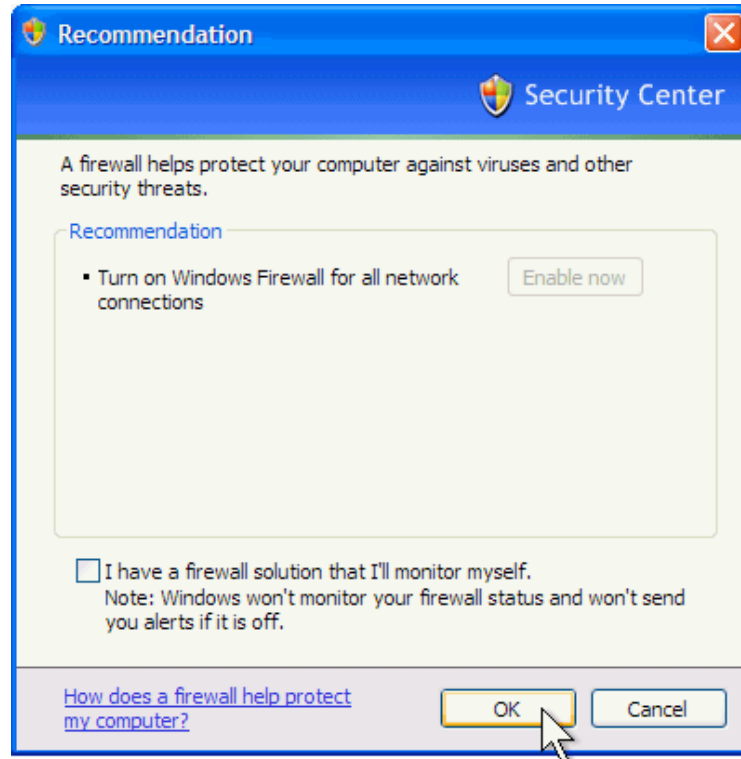 Recommendation
Security Center
A firewall helps protect your computer against viruses and other
security threats.
Recommendation
▪ Turn on Windows Firewall for all network
connections
Enable now
I have a firewall solution that I'll monitor myself.
Note: Windows won't monitor your firewall status and won't send
you alerts if it is off.
How does a firewall help protect
my computer?
OK
Cancel